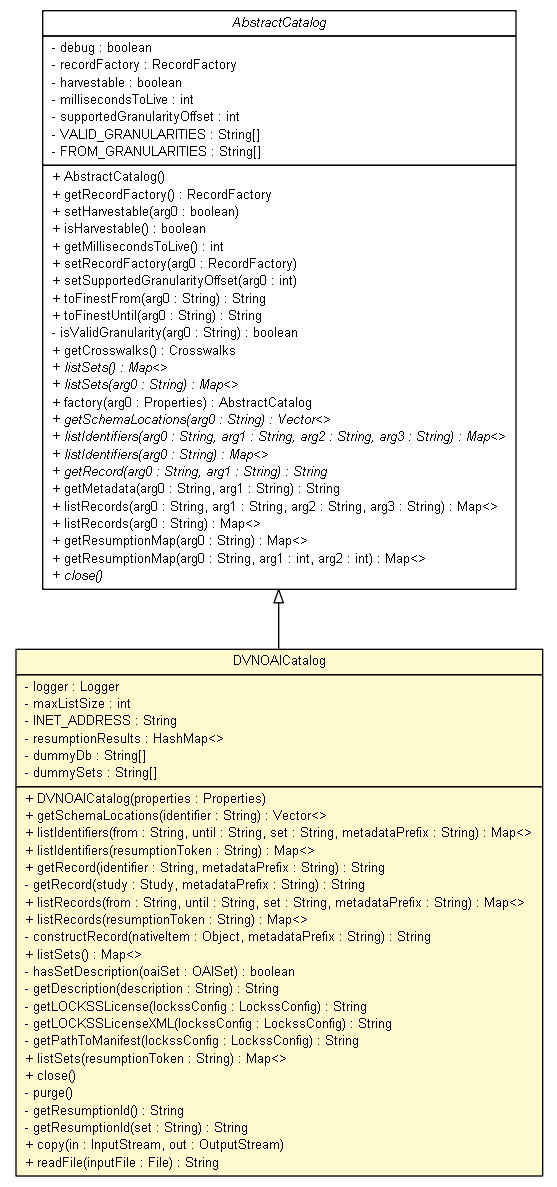 AbstractCatalog
- debug : boolean
- recordFactory : RecordFactory
- harvestable : boolean
- millisecondsToLive : int
- supportedGranularityOffset : int
- VALID_GRANULARITIES : String[]
- FROM_GRANULARITIES : String[]
+ AbstractCatalog()
+ getRecordFactory() : RecordFactory
+ setHarvestable(arg0 : boolean)
+ isHarvestable() : boolean
+ getMillisecondsToLive() : int
+ setRecordFactory(arg0 : RecordFactory)
+ setSupportedGranularityOffset(arg0 : int)
+ toFinestFrom(arg0 : String) : String
+ toFinestUntil(arg0 : String) : String
- isValidGranularity(arg0 : String) : boolean
+ getCrosswalks() : Crosswalks
+ listSets() : Map<>
+ listSets(arg0 : String) : Map<>
+ factory(arg0 : Properties) : AbstractCatalog
+ getSchemaLocations(arg0 : String) : Vector<>
+ listIdentifiers(arg0 : String, arg1 : String, arg2 : String, arg3 : String) : Map<>
+ listIdentifiers(arg0 : String) : Map<>
+ getRecord(arg0 : String, arg1 : String) : String
+ getMetadata(arg0 : String, arg1 : String) : String
+ listRecords(arg0 : String, arg1 : String, arg2 : String, arg3 : String) : Map<>
+ listRecords(arg0 : String) : Map<>
+ getResumptionMap(arg0 : String) : Map<>
+ getResumptionMap(arg0 : String, arg1 : int, arg2 : int) : Map<>
+ close()
DVNOAICatalog
- logger : Logger
- maxListSize : int
- INET_ADDRESS : String
- resumptionResults : HashMap<>
- dummyDb : String[]
- dummySets : String[]
+ DVNOAICatalog(properties : Properties)
+ getSchemaLocations(identifier : String) : Vector<>
+ listIdentifiers(from : String, until : String, set : String, metadataPrefix : String) : Map<>
+ listIdentifiers(resumptionToken : String) : Map<>
+ getRecord(identifier : String, metadataPrefix : String) : String
- getRecord(study : Study, metadataPrefix : String) : String
+ listRecords(from : String, until : String, set : String, metadataPrefix : String) : Map<>
+ listRecords(resumptionToken : String) : Map<>
- constructRecord(nativeItem : Object, metadataPrefix : String) : String
+ listSets() : Map<>
- hasSetDescription(oaiSet : OAISet) : boolean
- getDescription(description : String) : String
- getLOCKSSLicense(lockssConfig : LockssConfig) : String
- getLOCKSSLicenseXML(lockssConfig : LockssConfig) : String
- getPathToManifest(lockssConfig : LockssConfig) : String
+ listSets(resumptionToken : String) : Map<>
+ close()
- purge()
- getResumptionId() : String
- getResumptionId(set : String) : String
+ copy(in : InputStream, out : OutputStream)
+ readFile(inputFile : File) : String